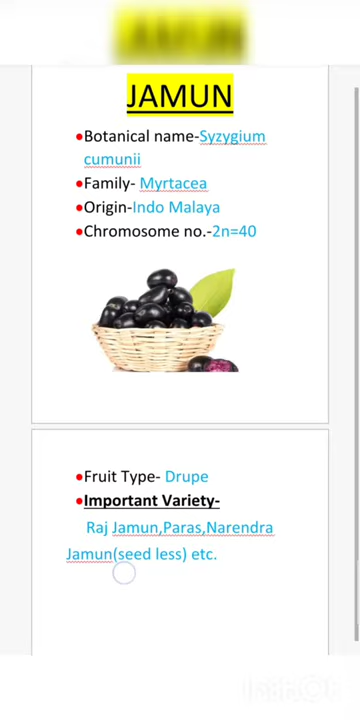 JAMUN
JAMUN
●Botanical name-Syzygium
cumunii
●Family- Myrtacea
●Origin-Indo Malaya
●Chromosome no.-2n=40
●Fruit Type- Drupe
●Important Variety-
Raj Jamun,Paras,Narendra
Jamun(seed less) etc.